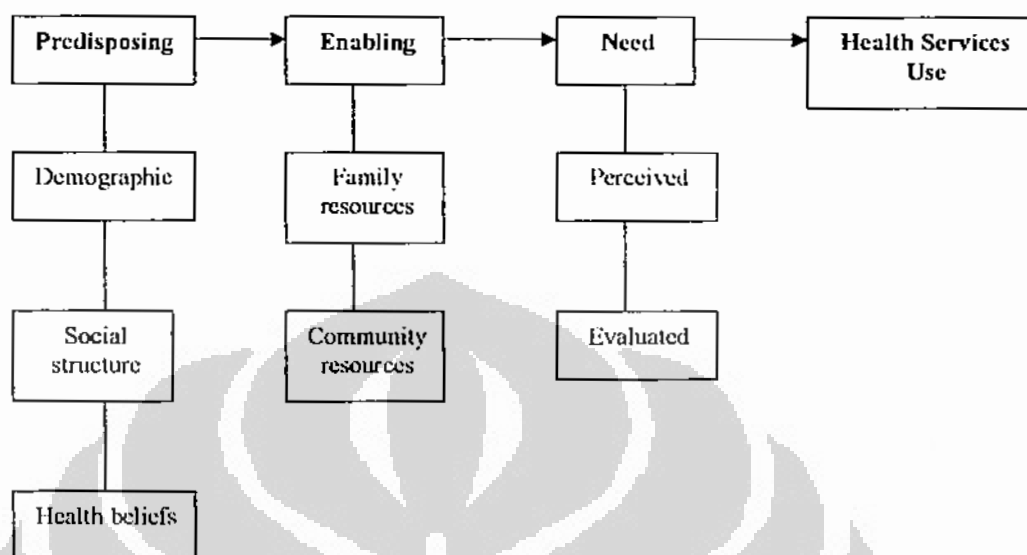 Predisposing
Enabling
Need
Health Services
Use
Demographic
Family
resources
Perceived
Social
structure
Community
resources
Evaluated
Health beliefs